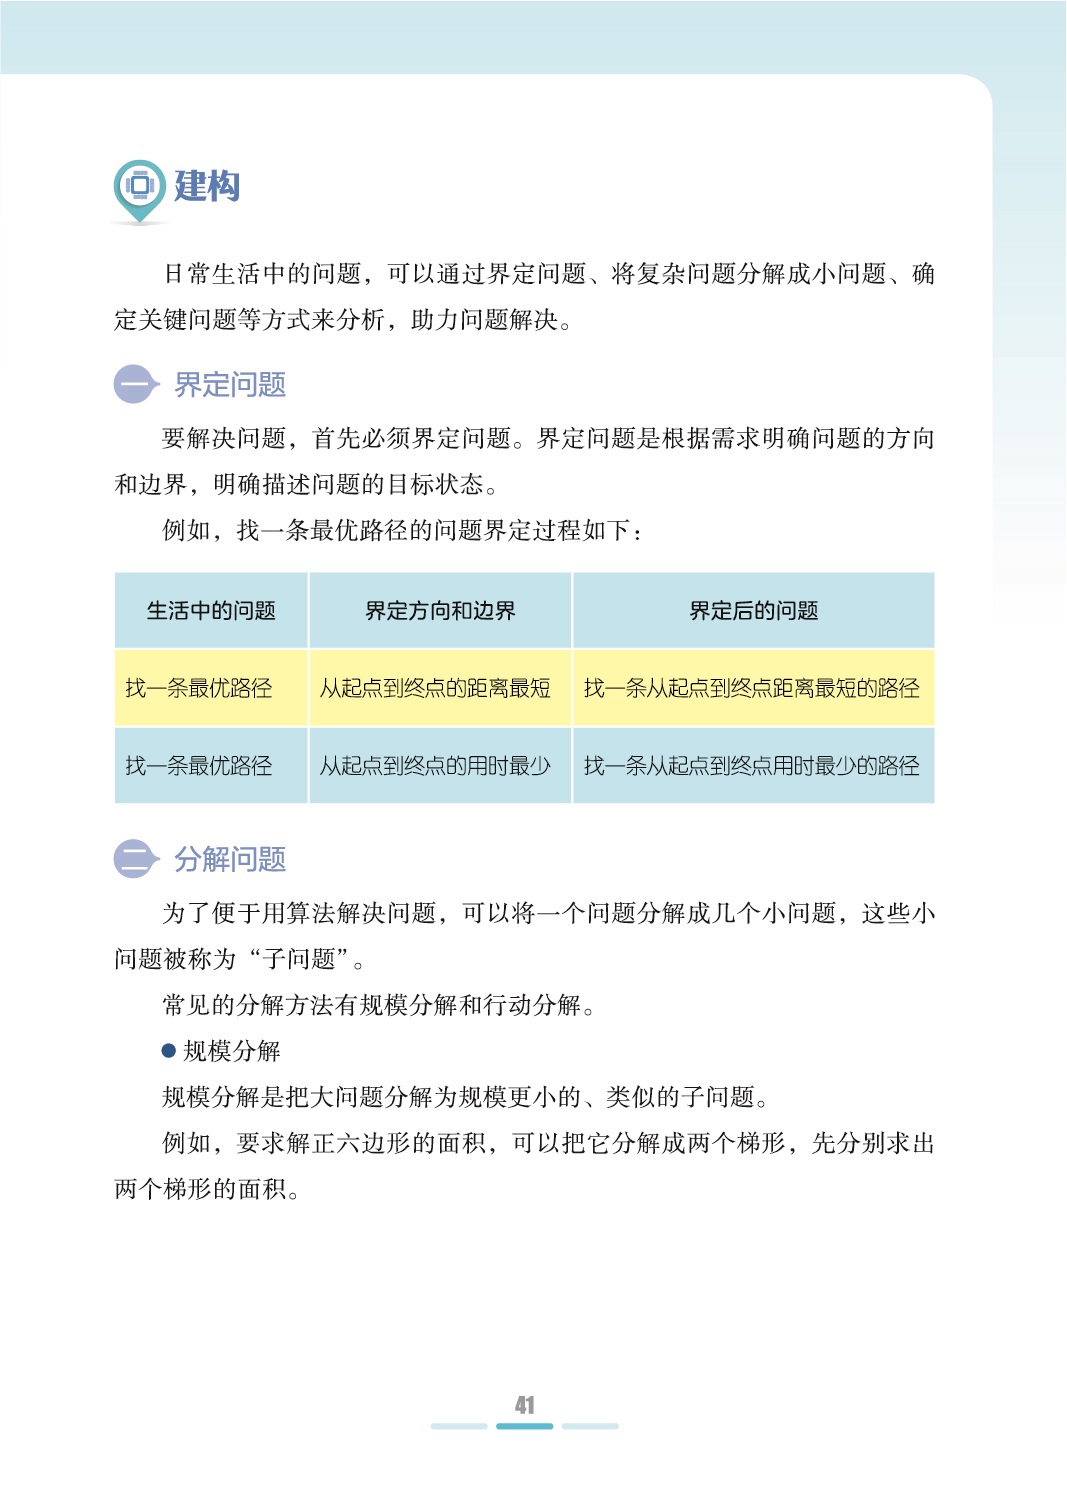 建构
日常生活中的问题，可以通过界定问题、将复杂问题分解成小问题、确
定关键问题等方式来分析，助力问题解决。
一 界定问题
要解决问题，首先必须界定问题。界定问题是根据需求明确问题的方向
和边界，明确描述问题的目标状态。
例如，找一条最优路径的问题界定过程如下：
生活中的问题 界定方向和边界 界定后的问题
找一条最优路径 从起点到终点的距离最短 找一条从起点到终点距离最短的路径
找一条最优路径 从起点到终点的用时最少 找一条从起点到终点用时最少的路径
二 分解问题
为了便于用算法解决问题，可以将一个问题分解成几个小问题，这些小
问题被称为“子问题”。
常见的分解方法有规模分解和行动分解。
● 规模分解
规模分解是把大问题分解为规模更小的、类似的子问题。
例如，要求解正六边形的面积，可以把它分解成两个梯形，先分别求出
两个梯形的面积。
41